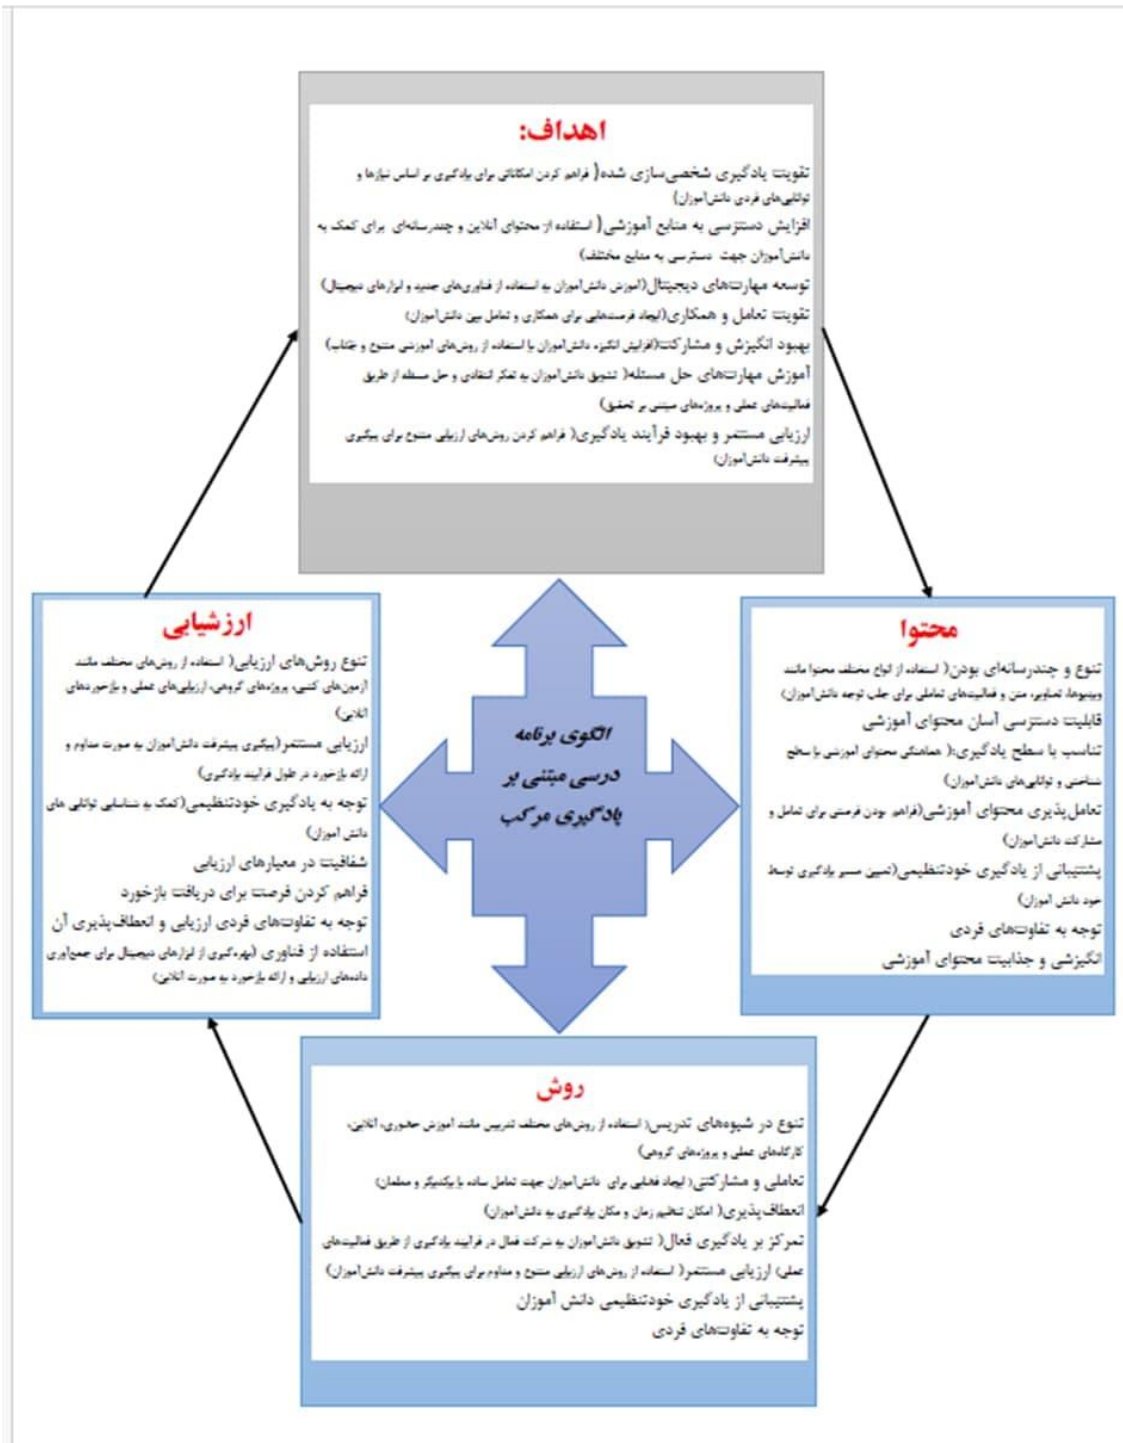 اهداف:
تقویت یادگیری شخصی‌سازی شده( فراهم کردن امکاناتی برای یادگیری بر اساس نیازها و
توانایی‌های فردی دانش‌آموزان)
افزایش دسترسی به منابع آموزشی( استفاده از محتوای آنلاین و چندرسانه‌ای برای کمک به
دانش‌آموزان جهت دسترسی به منابع مختلف)
توسعه مهارت‌های دیجیتال(آموزش دانش‌آموزان به استفاده از فناوری‌های جدید و ابزارهای دیجیتال)
تقویت تعامل و همکاری(ایجاد فرصت‌هایی برای همکاری و تعامل بین دانش‌آموزان)
بهبود انگیزش و مشارکت(افزایش انگیزه دانش‌آموزان با استفاده از روش‌های آموزشی متنوع و جذاب)
آموزش مهارت‌های حل مسئله( تشویق دانش‌آموزان به تفکر انتقادی و حل مسئله از طریق
فعالیت‌های عملی و پروژه‌های مبتنی بر تحقیق)
ارزیابی مستمر و بهبود فرآیند یادگیری( فراهم کردن روش‌های ارزیابی متنوع برای پیگیری
پیشرفت دانش‌آموزان)
محتوا
تنوع و چندرسانه‌ای بودن( استفاده از انواع مختلف محتوا مانند
ویدیوها، تصاویر، متن و فعالیت‌های تعاملی برای جلب توجه دانش‌آموزان)
قابلیت دسترسی آسان محتوای آموزشی
تناسب با سطح یادگیری:( هماهنگی محتوای آموزشی با سطح
شناختی و توانایی‌های دانش‌آموزان)
تعامل‌پذیری محتوای آموزشی(فراهم بودن فرصتی برای تعامل و
مشارکت دانش‌آموزان)
پشتیبانی از یادگیری خودتنظیمی(تعیین مسیر یادگیری توسط
خود دانش آموزان)
توجه به تفاوت‌های فردی
انگیزشی و جذابیت محتوای آموزشی
الگوی برنامه
درسی مبتنی بر
یادگیری مرکب
ارزشیابی
تنوع روش‌های ارزیابی( استفاده از روش‌های مختلف مانند
آزمون‌های کتبی، پروژه‌های گروهی، ارزیابی‌های عملی و بازخوردهای
آنلاین)
ارزیابی مستمر(پیگیری پیشرفت دانش‌آموزان به صورت مداوم و
ارائه بازخورد در طول فرآیند یادگیری)
توجه به یادگیری خودتنظیمی(کمک به شناسایی توانایی های
دانش آموزان)
شفافیت در معیارهای ارزیابی
فراهم کردن فرصت برای دریافت بازخورد
توجه به تفاوت‌های فردی ارزیابی و انعطاف‌پذیری آن
استفاده از فناوری (بهره‌گیری از ابزارهای دیجیتال برای جمع‌آوری
داده‌های ارزیابی و ارائه بازخورد به صورت آنلاین)
روش
تنوع در شیوه‌های تدریس( استفاده از روش‌های مختلف تدریس مانند آموزش حضوری، آنلاین،
کارگاه‌های عملی و پروژه‌های گروهی)
تعاملی و مشارکتی( ایجاد فضایی برای دانش‌آموزان جهت تعامل ساده با یکدیگر و معلمان)
انعطاف‌پذیری( امکان تنظیم زمان و مکان یادگیری به دانش‌آموزان)
تمرکز بر یادگیری فعال( تشویق دانش‌آموزان به شرکت فعال در فرآیند یادگیری از طریق فعالیت‌های
عملی) ارزیابی مستمر( استفاده از روش‌های ارزیابی متنوع و مداوم برای پیگیری پیشرفت دانش‌آموزان)
پشتیبانی از یادگیری خودتنظیمی دانش آموزان
توجه به تفاوت‌های فردی